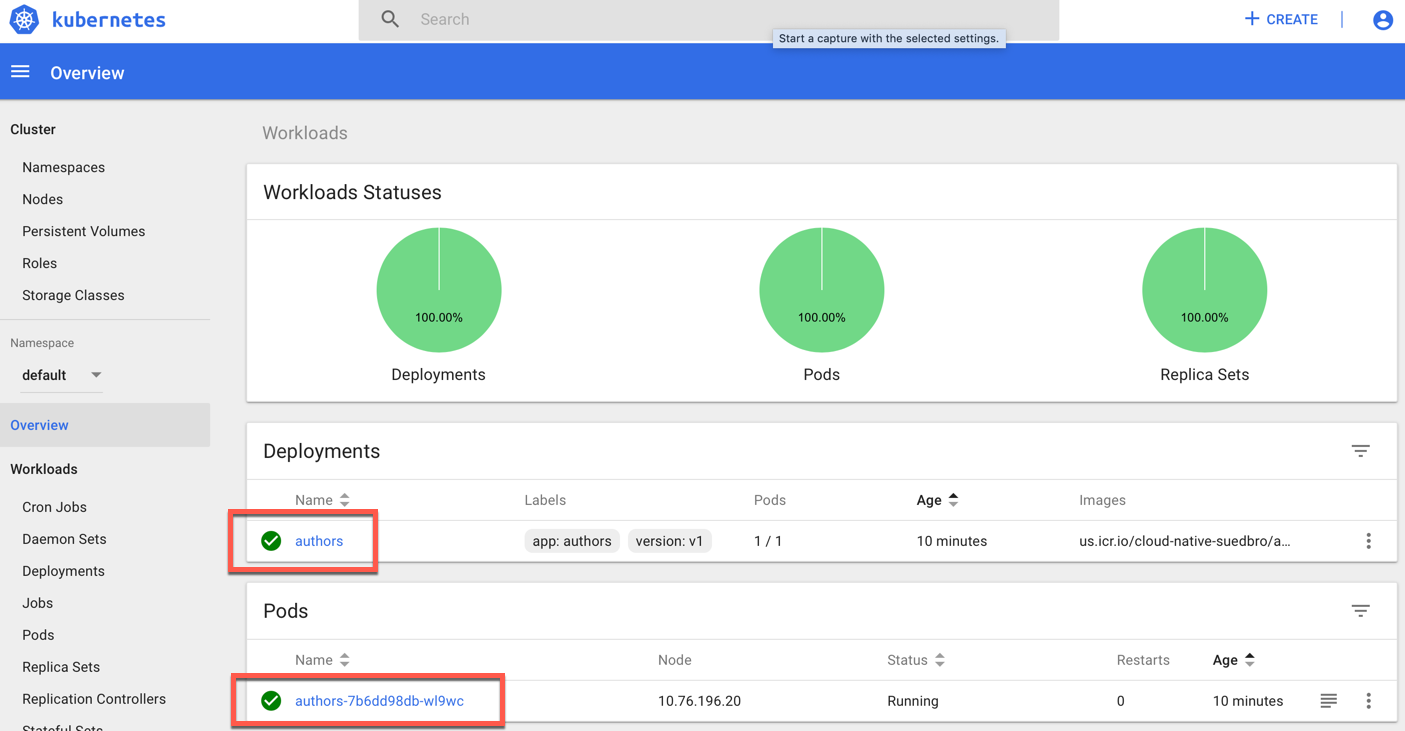 kubernetes
Search
+ CREATE
Start a capture with the selected settings.
Overview
Cluster
Namespaces
Nodes
Persistent Volumes
Roles
Storage Classes
Namespace
default
Overview
Workloads
Cron Jobs
Daemon Sets
Deployments
Jobs
Pods
Replica Sets
Replication Controllers
Stateful Sets
Workloads
Workloads Statuses
100.00% 100.00% 100.00%
Deployments Pods Replica Sets
Deployments
Name Labels Pods Age Images
authors app: authors version: v1 1 / 1 10 minutes us.icr.io/cloud-native-suedbro/a...
Pods
Name Node Status Restarts Age
authors-7b6dd98db-wl9wc 10.76.196.20 Running 0 10 minutes